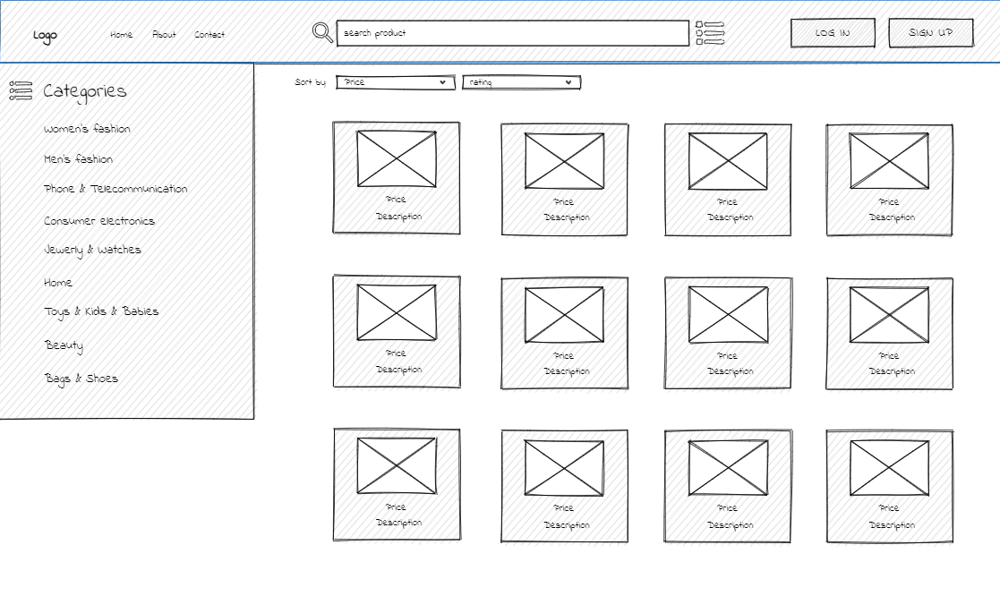 Logo
Home About Contact
search product
LOG IN
SIGN UP
Categories
Women's fashion
Men's fashion
Phone & Telecommunication
Consumer electronics
Jewerly & watches
Home
Toys & Kids & Babies
Beauty
Bags & Shoes
Sort by Price rating
Price Price Price Price
Description Description Description Description
Price Price Price Price
Description Description Description Description
Price Price Price Price
Description Description Description Description